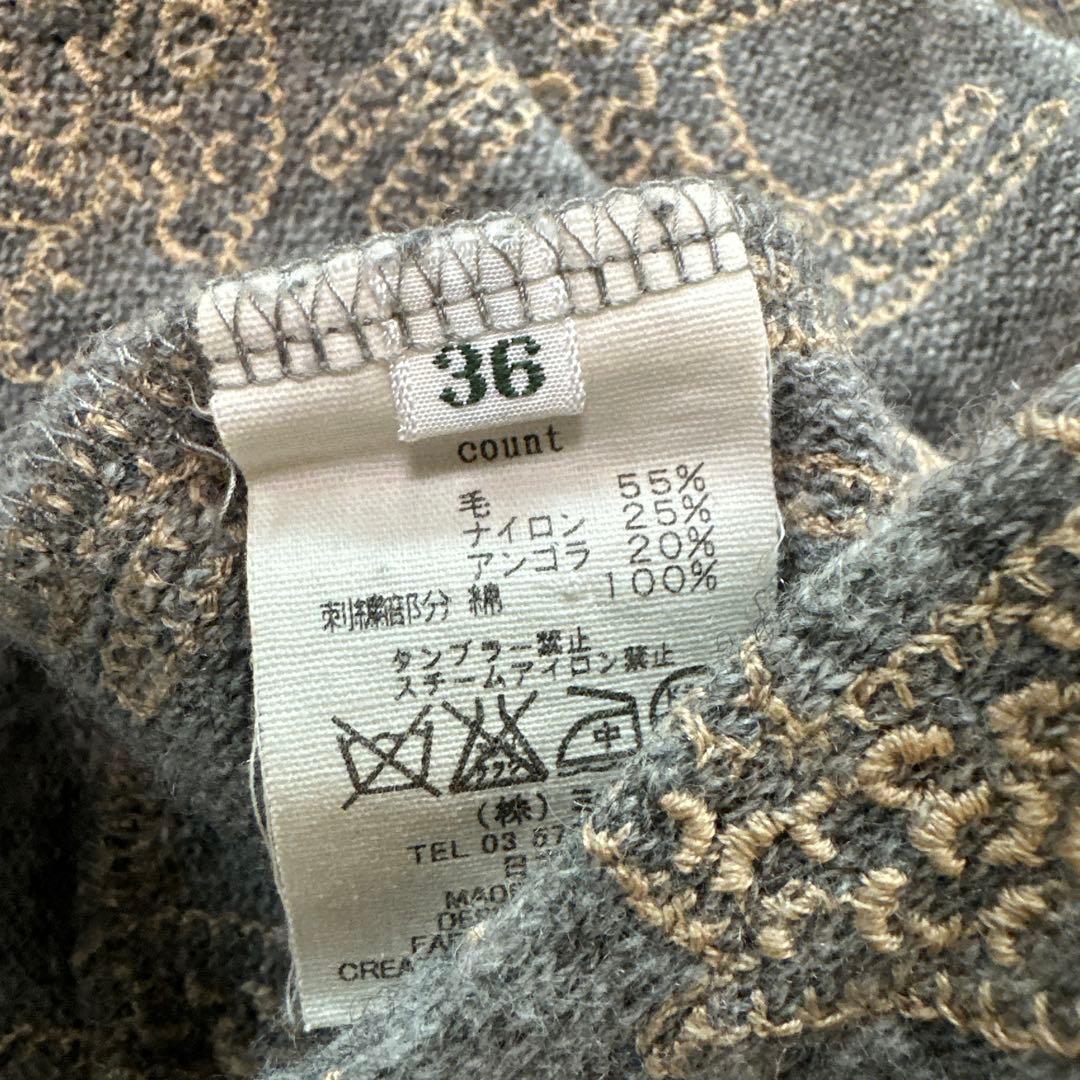 36
count
毛 55%
ナイロン 25%
アンゴラ 20%
刺繍部分 綿 100%
タンブラー禁止
スチームアイロン禁止
中
(株)
TEL 03